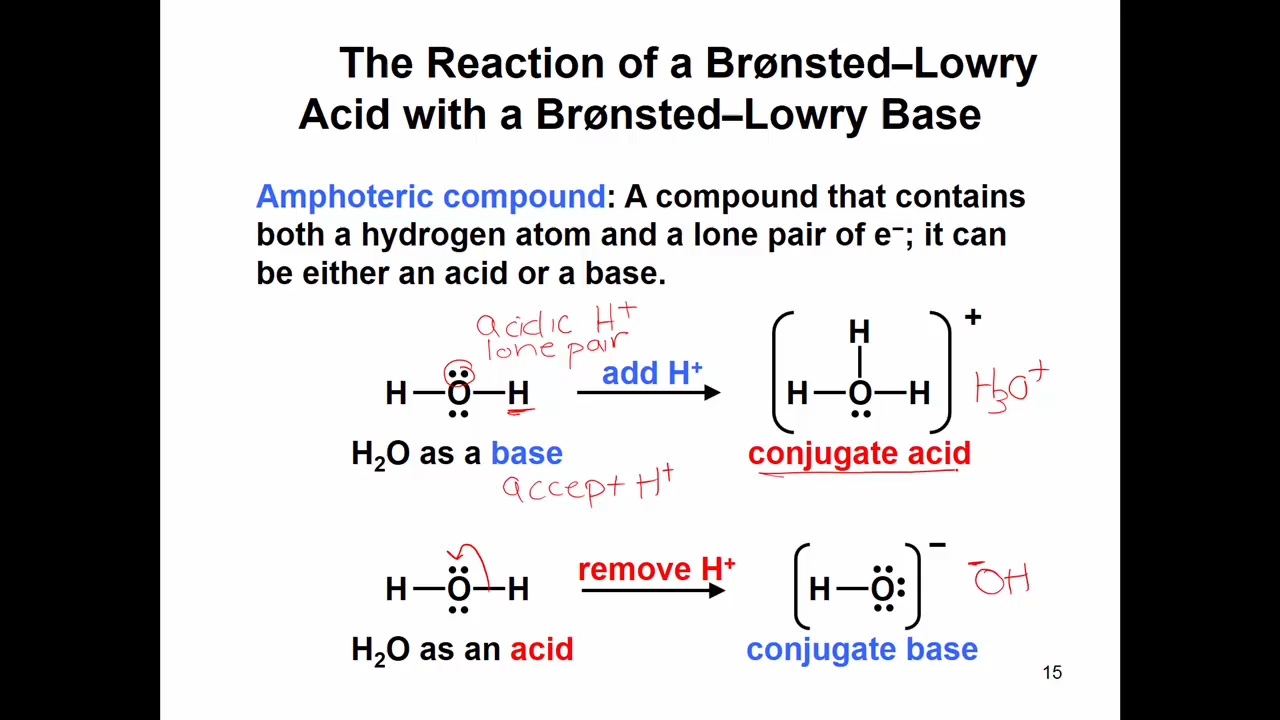 The Reaction of a Brønsted–Lowry
Acid with a Brønsted–Lowry Base
Amphoteric compound: A compound that contains
both a hydrogen atom and a lone pair of e⁻; it can
be either an acid or a base.
acidic H⁺
lone pair
add H⁺
H–O–H
H
H–O–H
+
H₃O⁺
H₂O as a base
conjugate acid
accept H⁺
remove H⁺
H–O–H
H–O
–
⁻OH
H₂O as an acid
conjugate base
15